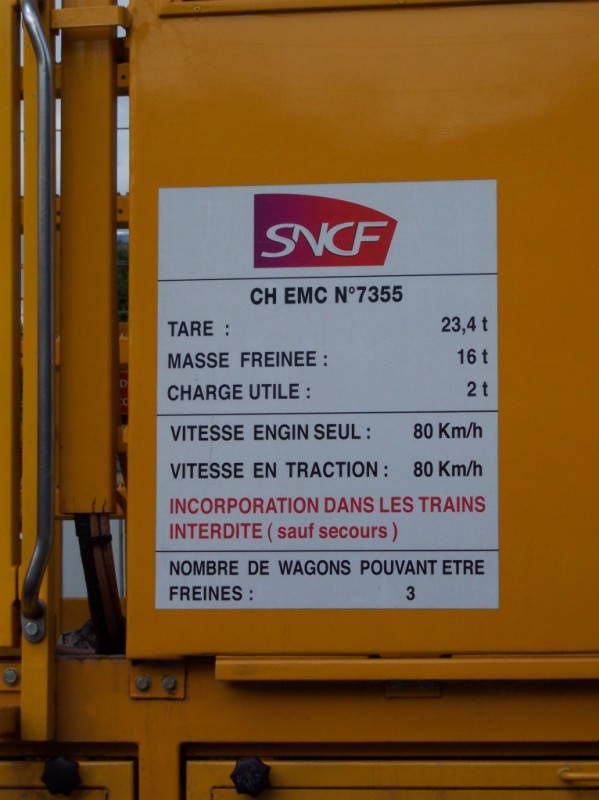 SNCF
CH EMC N°7355
TARE : 23,4 t
MASSE FREINEE : 16 t
CHARGE UTILE : 2 t
VITESSE ENGIN SEUL : 80 Km/h
VITESSE EN TRACTION : 80 Km/h
INCORPORATION DANS LES TRAINS
INTERDITE ( sauf secours )
NOMBRE DE WAGONS POUVANT ETRE
FREINES : 3